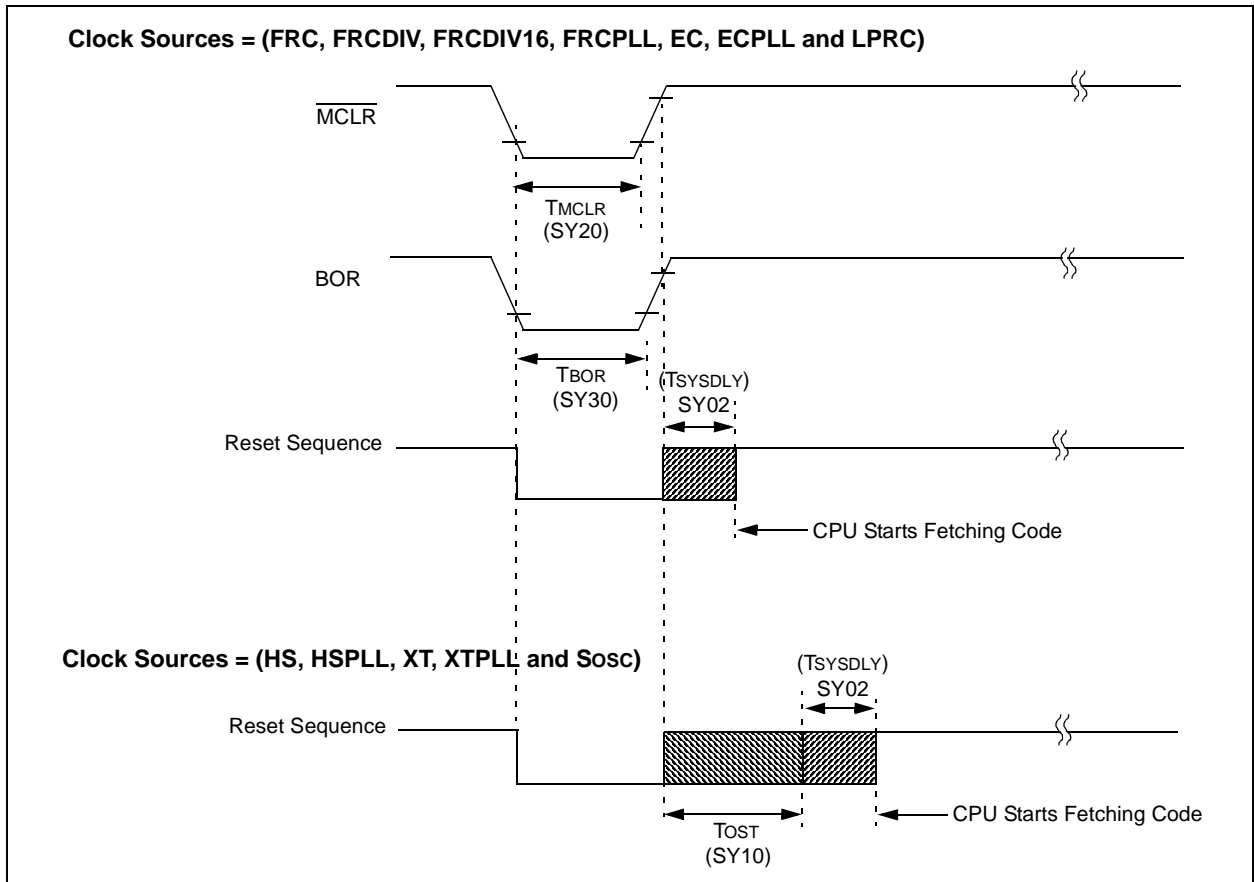 Clock Sources = (FRC, FRCDIV, FRCDIV16, FRCPLL, EC, ECPLL and LPRC)
MCLR
TMCLR
(SY20)
BOR
TBOR
(SY30)
(TSYSDLY)
SY02
Reset Sequence
CPU Starts Fetching Code
Clock Sources = (HS, HSPLL, XT, XTPLL and SOSC)
(TSYSDLY)
SY02
Reset Sequence
CPU Starts Fetching Code
TOST
(SY10)